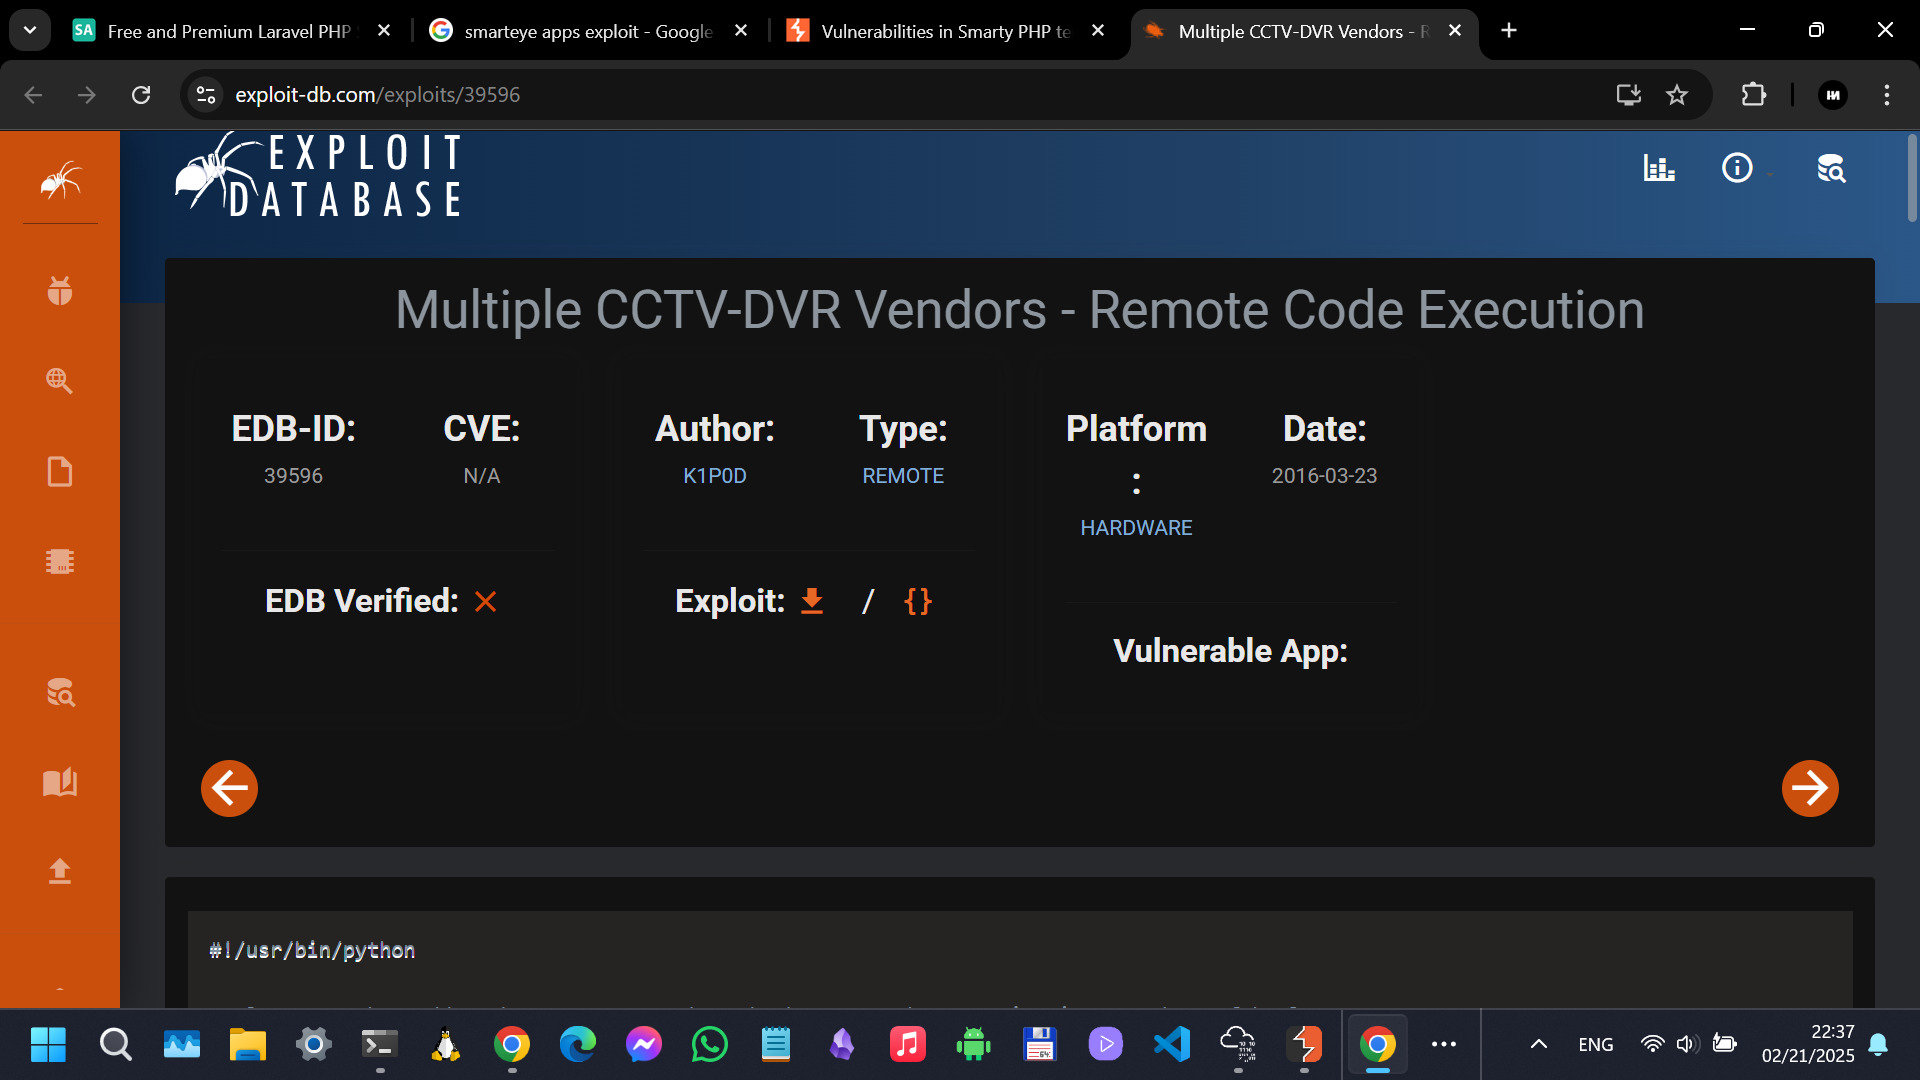 Free and Premium Laravel PHP
smarteye apps exploit - Google
Vulnerabilities in Smarty PHP te
Multiple CCTV-DVR Vendors - R
exploit-db.com/exploits/39596
EXPLOIT
DATABASE
Multiple CCTV-DVR Vendors - Remote Code Execution
EDB-ID:
39596
CVE:
N/A
Author:
K1P0D
Type:
REMOTE
Platform
:
HARDWARE
Date:
2016-03-23
EDB Verified:
Exploit: / {}
Vulnerable App:
#!/usr/bin/python
ENG
22:37
02/21/2025